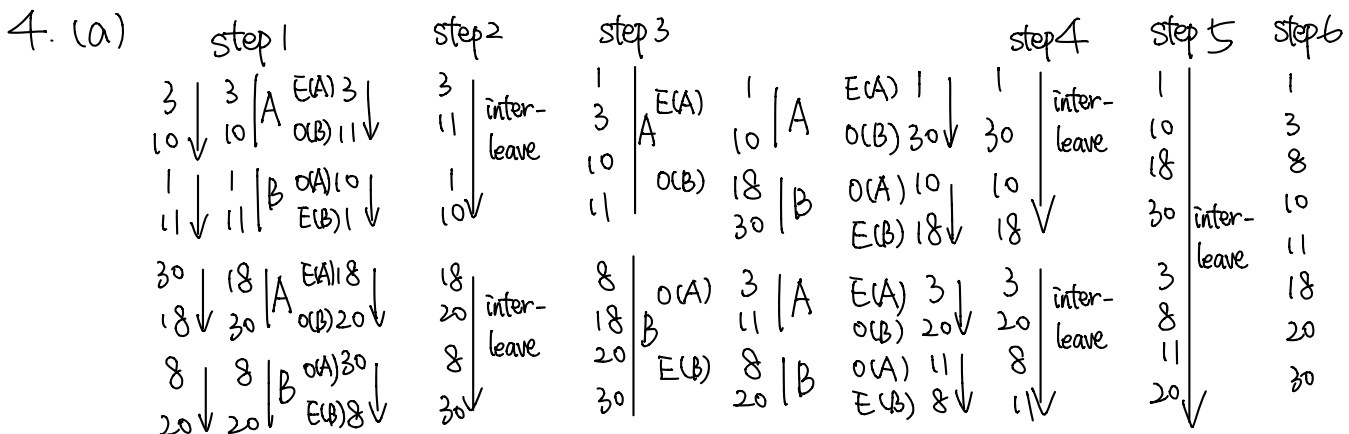 4. (a) step 1 step 2 step 3 step 4 step 5 step 6
3 3 A E(A) 3 3 inter- 1 A E(A) 1 A E(A) 1 1 inter- 1 1
10 10 O(B) 11 11 leave 3 10 O(B) 30 30 leave 10 3
1 1 B O(A) 10 1 10 O(B) 18 B O(A) 10 10 18 8
11 11 E(B) 1 10 11 30 E(B) 18 18 30 inter- 10
leave 11
30 18 A E(A) 18 18 inter- 8 B O(A) 3 A E(A) 3 3 inter- 3 18
18 30 O(B) 20 20 leave 18 11 O(B) 20 20 leave 8 20
8 8 B O(A) 30 8 20 E(B) 8 B O(A) 11 8 11 30
20 20 E(B) 8 30 30 20 E(B) 8 11 20